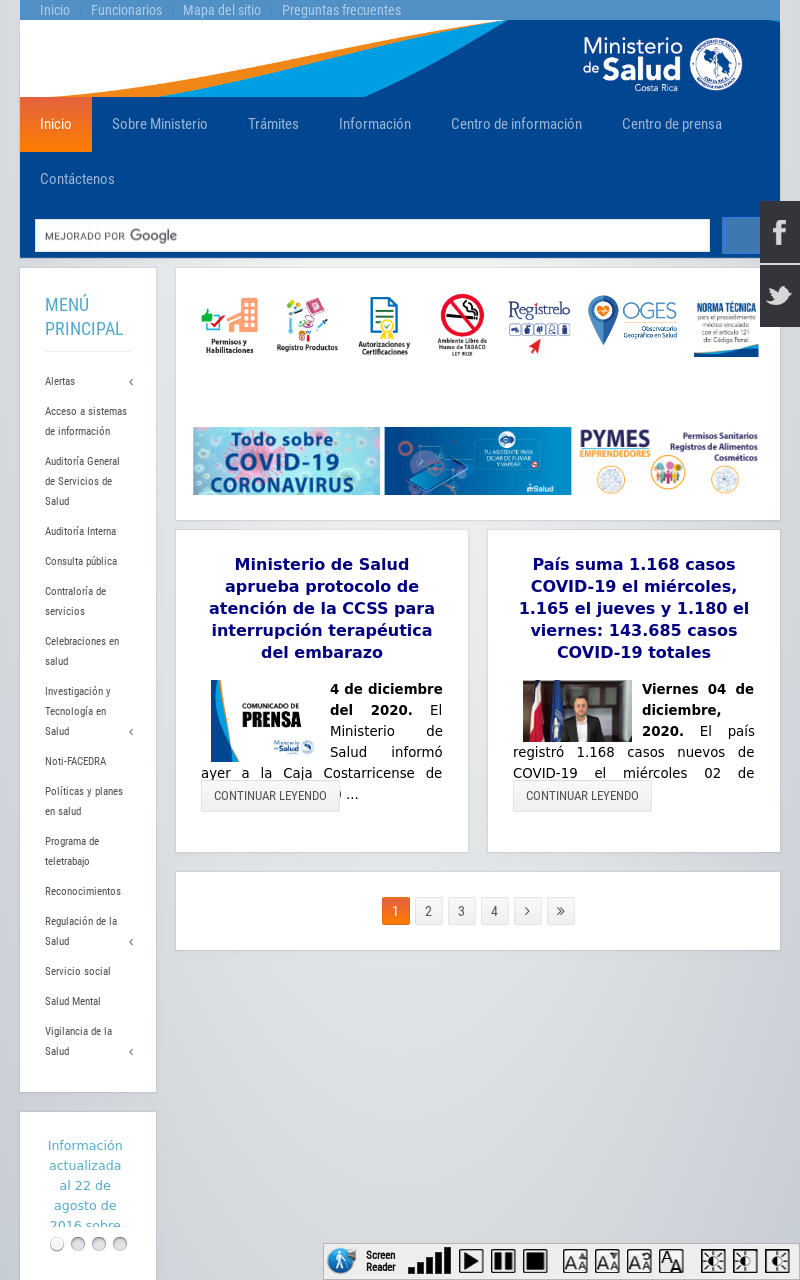 Inicio
Funcionarios
Mapa del sitio
Preguntas frecuentes
Ministerio
de Salud
Costa Rica
Inicio
Sobre Ministerio
Trámites
Información
Centro de información
Centro de prensa
Contáctenos
MEJORADO POR Google
MENÚ
PRINCIPAL
Alertas
Acceso a sistemas
de información
Auditoría General
de Servicios de
Salud
Auditoría Interna
Consulta pública
Contraloría de
servicios
Celebraciones en
salud
Investigación y
Tecnología en
Salud
Noti-FACEDRA
Políticas y planes
en salud
Programa de
teletrabajo
Reconocimientos
Regulación de la
Salud
Servicio social
Salud Mental
Vigilancia de la
Salud
Información
actualizada
al 22 de
agosto de
2016 sobre
Permisos y
Habilitaciones
Registro Productos
Autorizaciones y
Certificaciones
Ambiente Libre de
Humo de TABACO
LEY 9028
Regístrelo
OGES
Observatorio
Geográfico en Salud
NORMA TÉCNICA
para el procedimiento
médico vinculado
con el artículo 121
del Código Penal.
Todo sobre
COVID-19
CORONAVIRUS
TU ASISTENTE PARA
DEJAR DE FUMAR
Y VAPEAR
mSalud
PYMES
EMPRENDEDORES
Permisos Sanitarios
Registros de Alimentos
Cosméticos
Ministerio de Salud
aprueba protocolo de
atención de la CCSS para
interrupción terapéutica
del embarazo
COMUNICADO DE
PRENSA
Ministerio
de Salud
4 de diciembre
del 2020. El
Ministerio de
Salud informó
ayer a la Caja Costarricense de
...
CONTINUAR LEYENDO
País suma 1.168 casos
COVID-19 el miércoles,
1.165 el jueves y 1.180 el
viernes: 143.685 casos
COVID-19 totales
Viernes 04 de
diciembre,
2020. El país
registró 1.168 casos nuevos de
COVID-19 el miércoles 02 de
CONTINUAR LEYENDO
1 2 3 4 › »
Screen
Reader